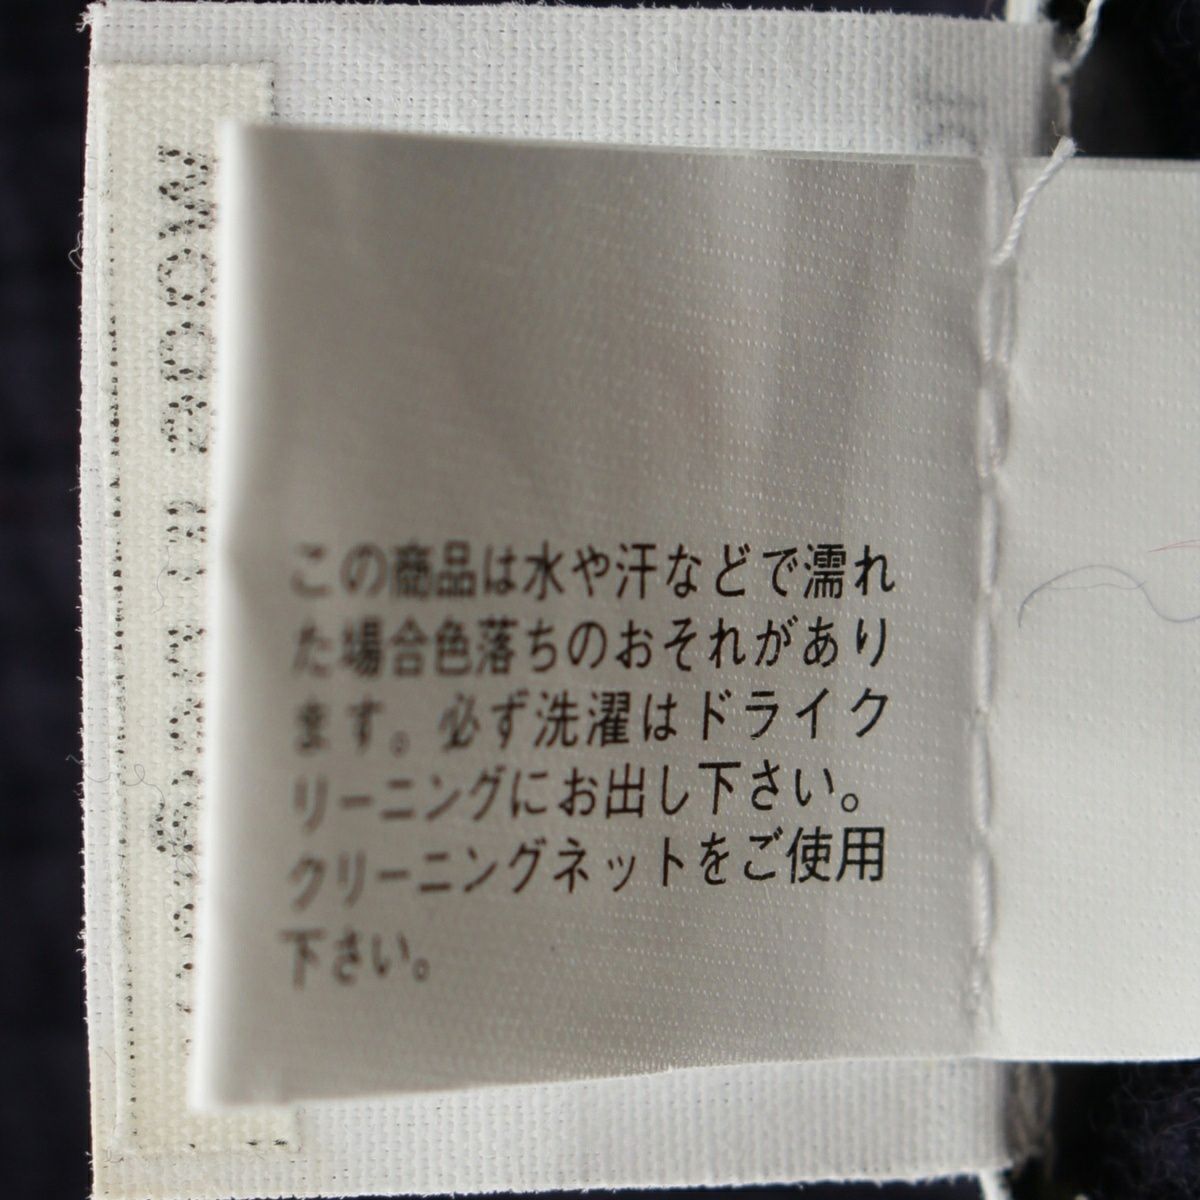 この商品は水や汗などで濡れ
た場合色落ちのおそれがあり
ます。必ず洗濯はドライク
リーニングにお出し下さい。
クリーニングネットをご使用
下さい。
Made in